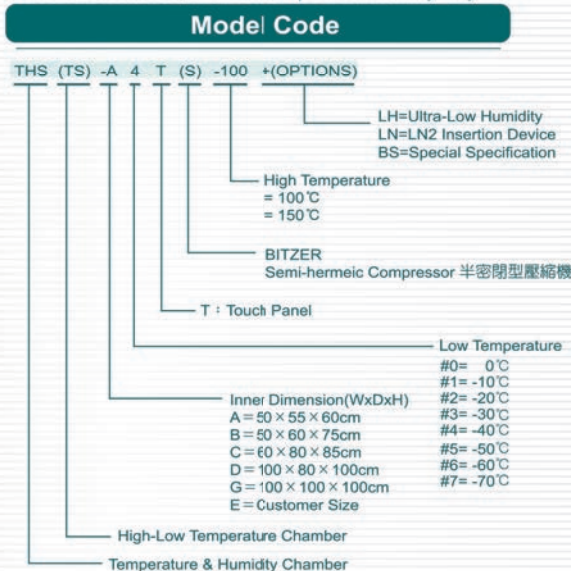 Model Code
THS (TS) -A 4 T (S) -100 +(OPTIONS)
LH=Ultra-Low Humidity
LN=LN2 Insertion Device
BS=Special Specification
High Temperature
= 100℃
= 150℃
BITZER
Semi-hermeic Compressor 半密閉型壓縮機
T：Touch Panel
Low Temperature
#0= 0℃
#1= -10℃
#2= -20℃
#3= -30℃
#4= -40℃
#5= -50℃
#6= -60℃
#7= -70℃
Inner Dimension(WxDxH)
A＝50×55×60cm
B＝50×60×75cm
C＝60×80×85cm
D＝100×80×100cm
G＝100×100×100cm
E＝Customer Size
High-Low Temperature Chamber
Temperature & Humidity Chamber